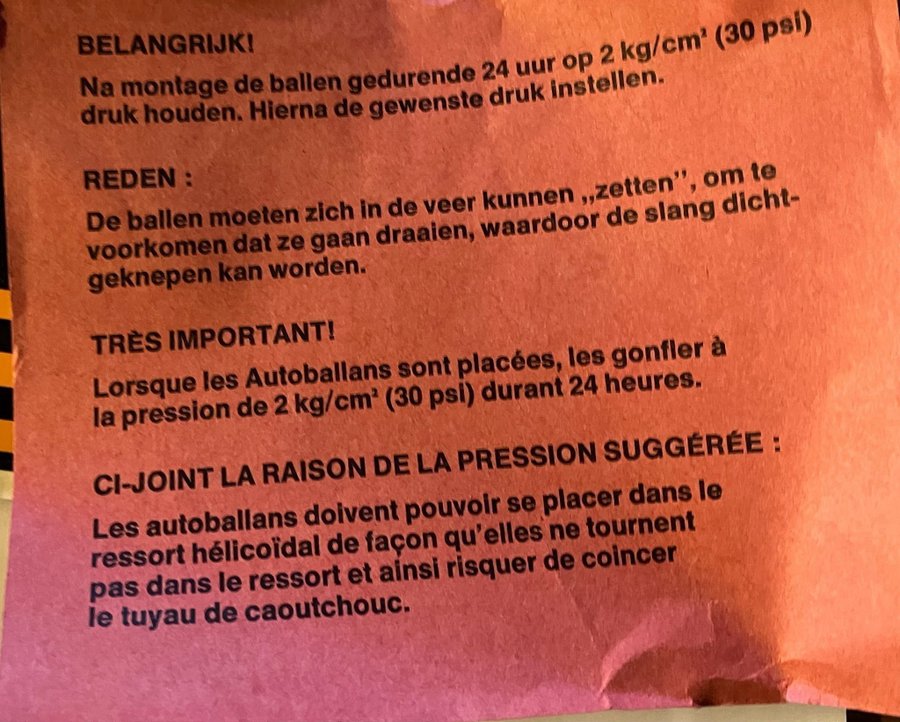 BELANGRIJK!
Na montage de ballen gedurende 24 uur op 2 kg/cm² (30 psi)
druk houden. Hierna de gewenste druk instellen.
REDEN :
De ballen moeten zich in de veer kunnen „zetten”, om te
voorkomen dat ze gaan draaien, waardoor de slang dicht-
geknepen kan worden.
TRÈS IMPORTANT!
Lorsque les Autoballans sont placées, les gonfler à
la pression de 2 kg/cm² (30 psi) durant 24 heures.
CI-JOINT LA RAISON DE LA PRESSION SUGGÉRÉE :
Les autoballans doivent pouvoir se placer dans le
ressort hélicoïdal de façon qu'elles ne tournent
pas dans le ressort et ainsi risquer de coincer
le tuyau de caoutchouc.